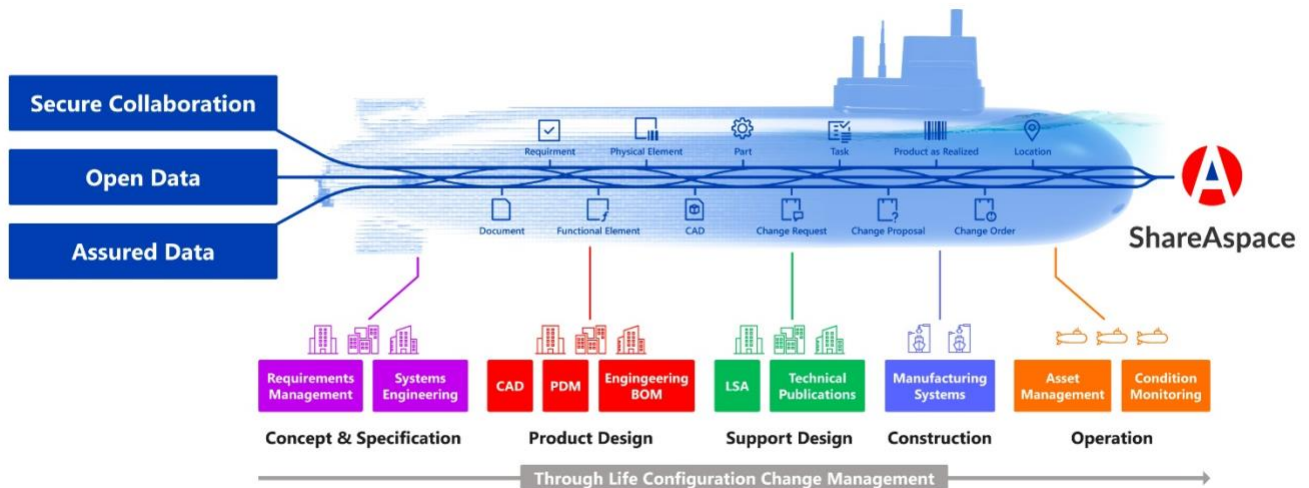 Secure Collaboration
Open Data
Assured Data
Requirment
Physical Element
Part
Task
Product as Realized
Location
Document
Functional Element
CAD
Change Request
Change Proposal
Change Order
ShareAspace
Requirements
Management
Systems
Engineering
CAD
PDM
Engingeering
BOM
LSA
Technical
Publications
Manufacturing
Systems
Asset
Management
Condition
Monitoring
Concept & Specification
Product Design
Support Design
Construction
Operation
Through Life Configuration Change Management